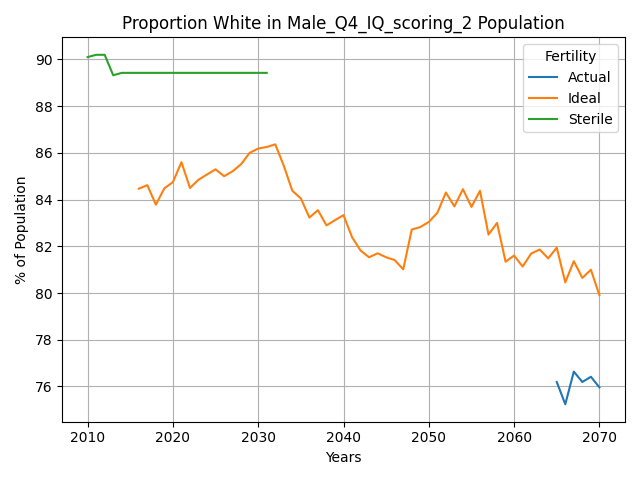 Proportion White in Male_Q4_IQ_scoring_2 Population
% of Population
90
88
86
84
82
80
78
76
Fertility
Actual
Ideal
Sterile
2010 2020 2030 2040 2050 2060 2070
Years